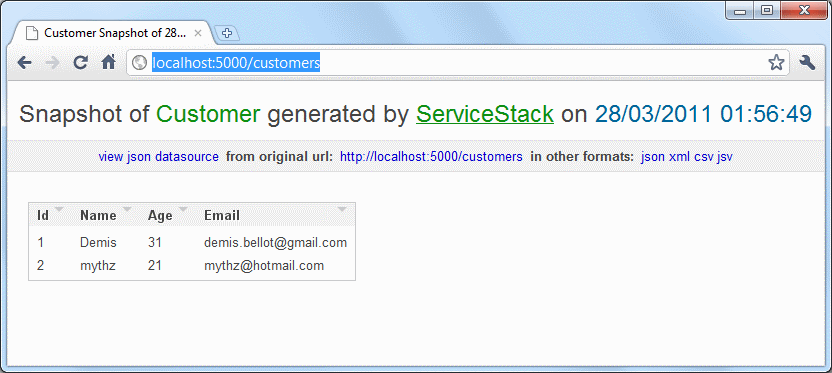 Customer Snapshot of 28...
localhost:5000/customers
Snapshot of Customer generated by ServiceStack on 28/03/2011 01:56:49
view json datasource from original url: http://localhost:5000/customers in other formats: json xml csv jsv
Id Name Age Email
1 Demis 31 demis.bellot@gmail.com
2 mythz 21 mythz@hotmail.com